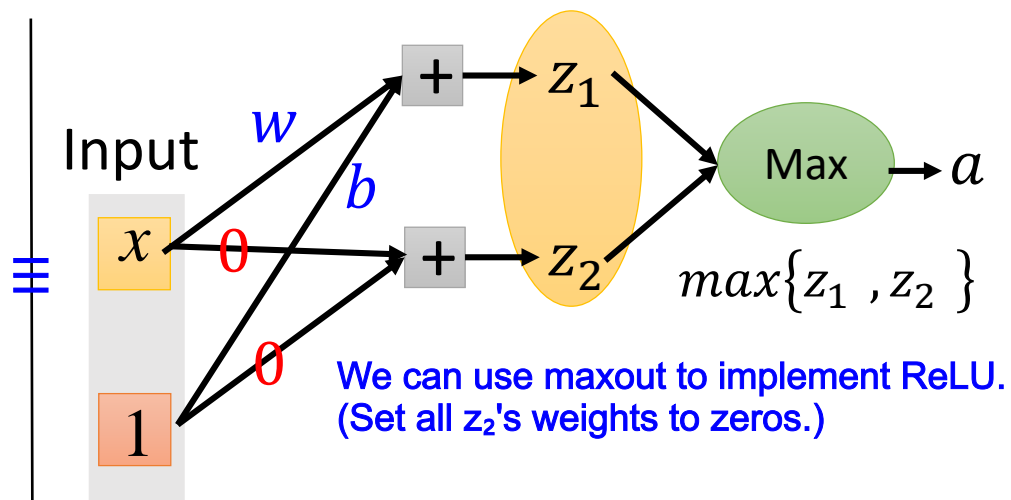 Input
x
1
w
b
0
0
+
+
z₁
z₂
Max
a
max{z₁ , z₂ }
We can use maxout to implement ReLU.
(Set all z₂'s weights to zeros.)